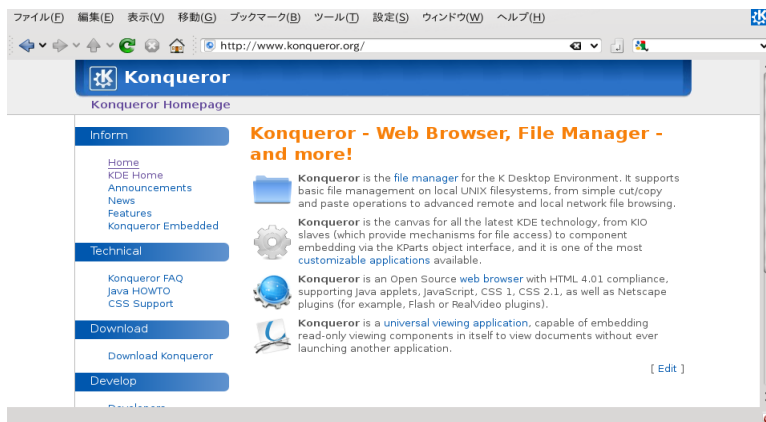 ファイル(F) 編集(E) 表示(V) 移動(G) ブックマーク(B) ツール(T) 設定(S) ウィンドウ(W) ヘルプ(H)
http://www.konqueror.org/
Konqueror
Konqueror Homepage
Inform
Home
KDE Home
Announcements
News
Features
Konqueror Embedded
Technical
Konqueror FAQ
Java HOWTO
CSS Support
Download
Download Konqueror
Develop
Konqueror - Web Browser, File Manager -
and more!
Konqueror is the file manager for the K Desktop Environment. It supports
basic file management on local UNIX filesystems, from simple cut/copy
and paste operations to advanced remote and local network file browsing.
Konqueror is the canvas for all the latest KDE technology, from KIO
slaves (which provide mechanisms for file access) to component
embedding via the KParts object interface, and it is one of the most
customizable applications available.
Konqueror is an Open Source web browser with HTML 4.01 compliance,
supporting Java applets, JavaScript, CSS 1, CSS 2.1, as well as Netscape
plugins (for example, Flash or RealVideo plugins).
Konqueror is a universal viewing application, capable of embedding
read-only viewing components in itself to view documents without ever
launching another application.
[ Edit ]